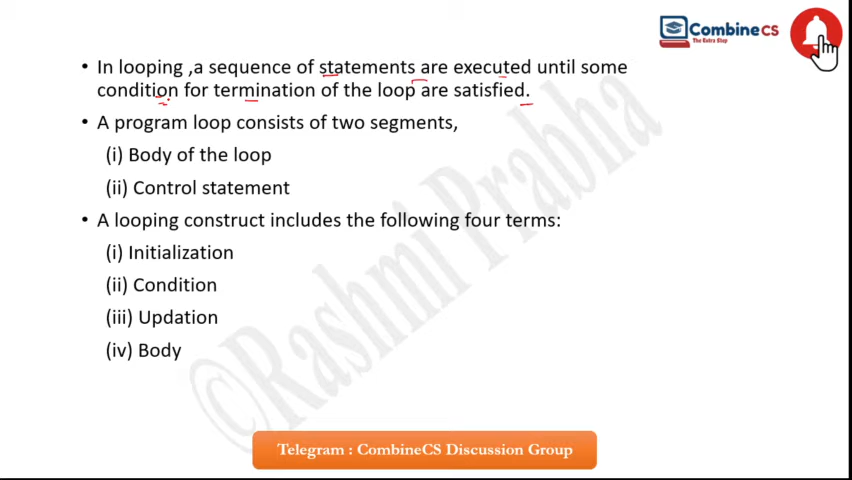 CombineCS
The Extra Step
• In looping ,a sequence of statements are executed until some
condition for termination of the loop are satisfied.
• A program loop consists of two segments,
(i) Body of the loop
(ii) Control statement
• A looping construct includes the following four terms:
(i) Initialization
(ii) Condition
(iii) Updation
(iv) Body
©Rashmi Prabha
Telegram : CombineCS Discussion Group